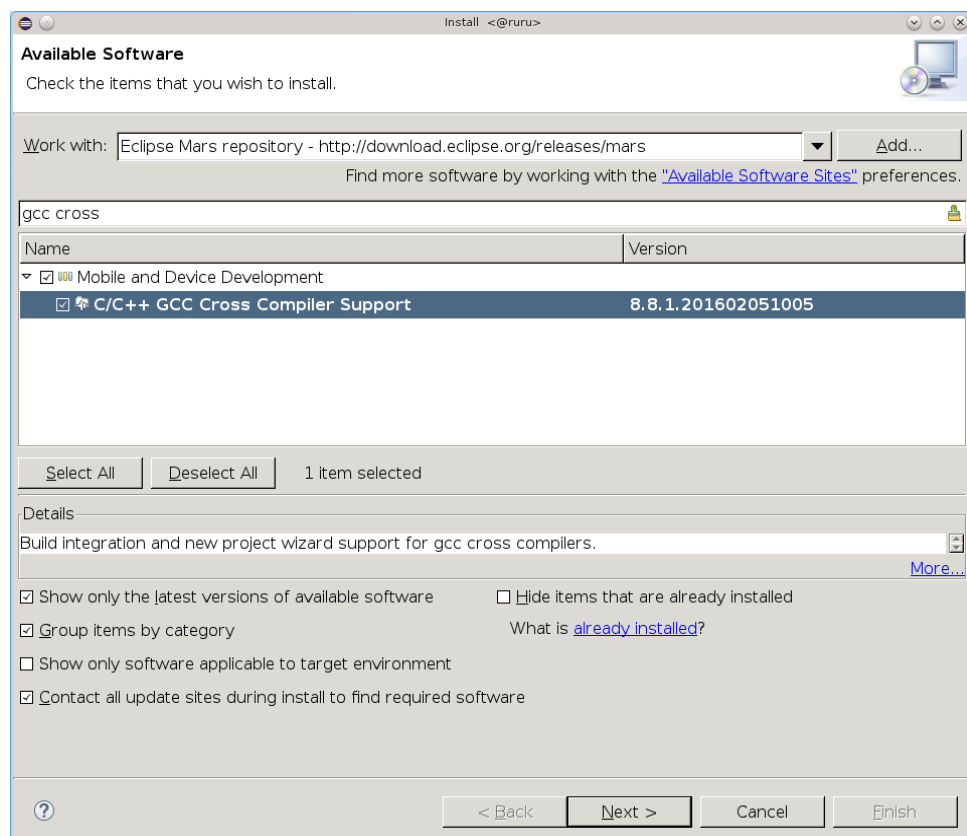 Install <@ruru>
Available Software
Check the items that you wish to install.
Work with: Eclipse Mars repository - http://download.eclipse.org/releases/mars Add...
Find more software by working with the "Available Software Sites" preferences.
gcc cross
Name Version
Mobile and Device Development
C/C++ GCC Cross Compiler Support 8.8.1.201602051005
Select All Deselect All 1 item selected
Details
Build integration and new project wizard support for gcc cross compilers.
More...
Show only the latest versions of available software Hide items that are already installed
Group items by category What is already installed?
Show only software applicable to target environment
Contact all update sites during install to find required software
? < Back Next > Cancel Finish